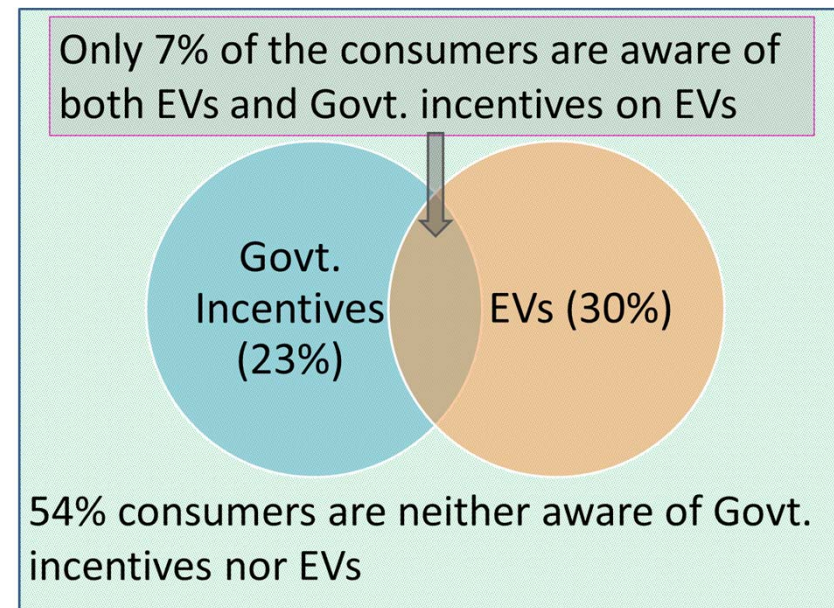 Only 7% of the consumers are aware of
both EVs and Govt. incentives on EVs
Govt.
Incentives
(23%)
EVs (30%)
54% consumers are neither aware of Govt.
incentives nor EVs